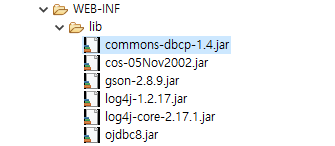 WEB-INF
lib
commons-dbcp-1.4.jar
cos-05Nov2002.jar
gson-2.8.9.jar
log4j-1.2.17.jar
log4j-core-2.17.1.jar
ojdbc8.jar